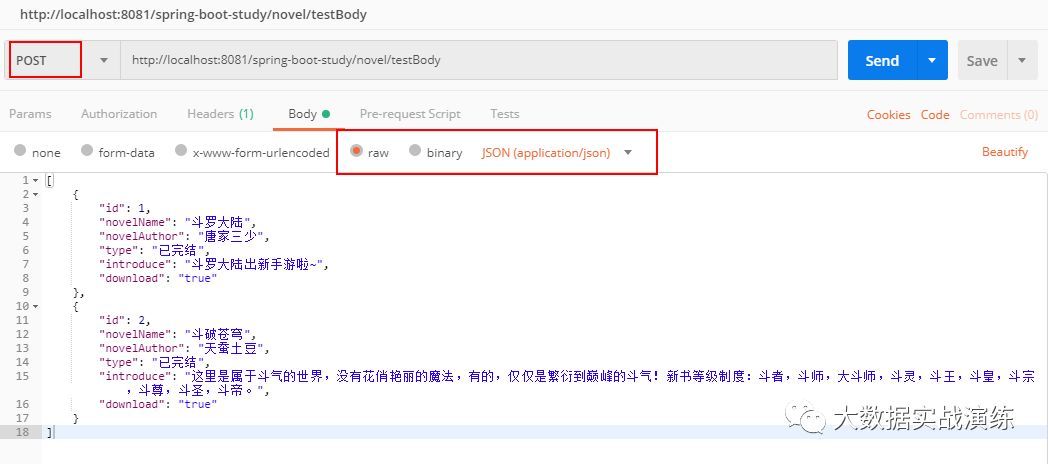 http://localhost:8081/spring-boot-study/novel/testBody
POST http://localhost:8081/spring-boot-study/novel/testBody Send Save
Params Authorization Headers (1) Body Pre-request Script Tests Cookies Code Comments (0)
none form-data x-www-form-urlencoded raw binary JSON (application/json) Beautify
1 [
2 {
3 "id": 1,
4 "novelName": "斗罗大陆",
5 "novelAuthor": "唐家三少",
6 "type": "已完结",
7 "introduce": "斗罗大陆出新手游啦~",
8 "download": "true"
9 },
10 {
11 "id": 2,
12 "novelName": "斗破苍穹",
13 "novelAuthor": "天蚕土豆",
14 "type": "已完结",
15 "introduce": "这里是属于斗气的世界，没有花俏艳丽的魔法，有的，仅仅是繁衍到巅峰的斗气！新书等级制度：斗者，斗师，大斗师，斗灵，斗王，斗皇，斗宗
，斗尊，斗圣，斗帝。",
16 "download": "true"
17 }
18 ]
大数据实战演练